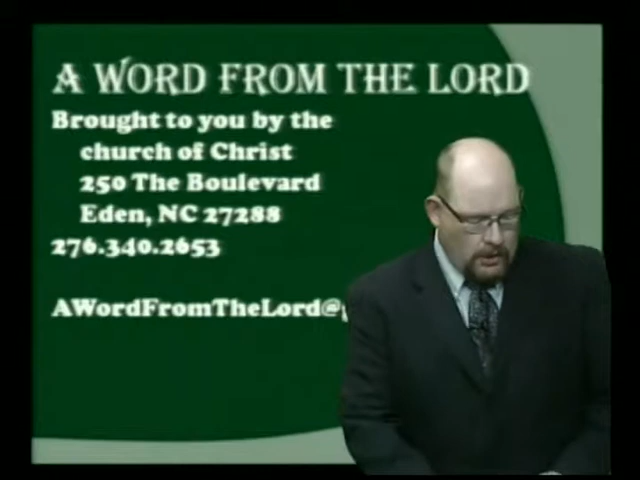 A WORD FROM THE LORD
Brought to you by the
church of Christ
250 The Boulevard
Eden, NC 27288
276.340.2653
AWordFromTheLord@